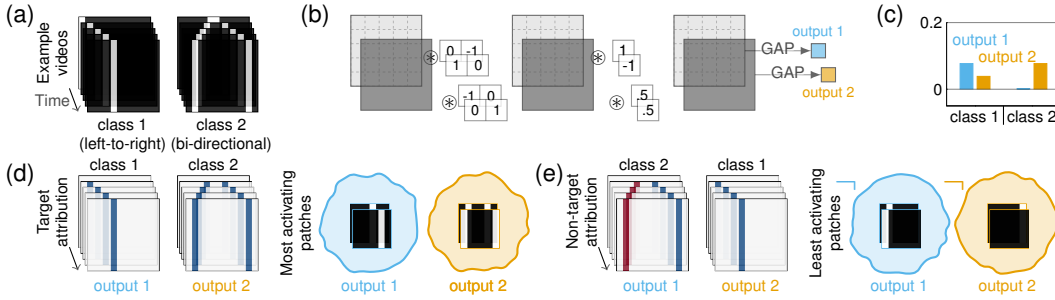 (a)
Example
videos
Time
class 1
(left-to-right)
class 2
(bi-directional)
(b)
0 -1
1 0
-1 0
0 1
1
-1
.5
.5
GAP
GAP
output 1
output 2
(c)
0.2
0
output 1
output 2
class 1
class 2
(d)
Target
attribution
class 1
class 2
output 1
output 2
Most activating
patches
output 1
output 2
(e)
Non-target
attribution
class 2
class 1
output 1
output 2
Least activating
patches
output 1
output 2